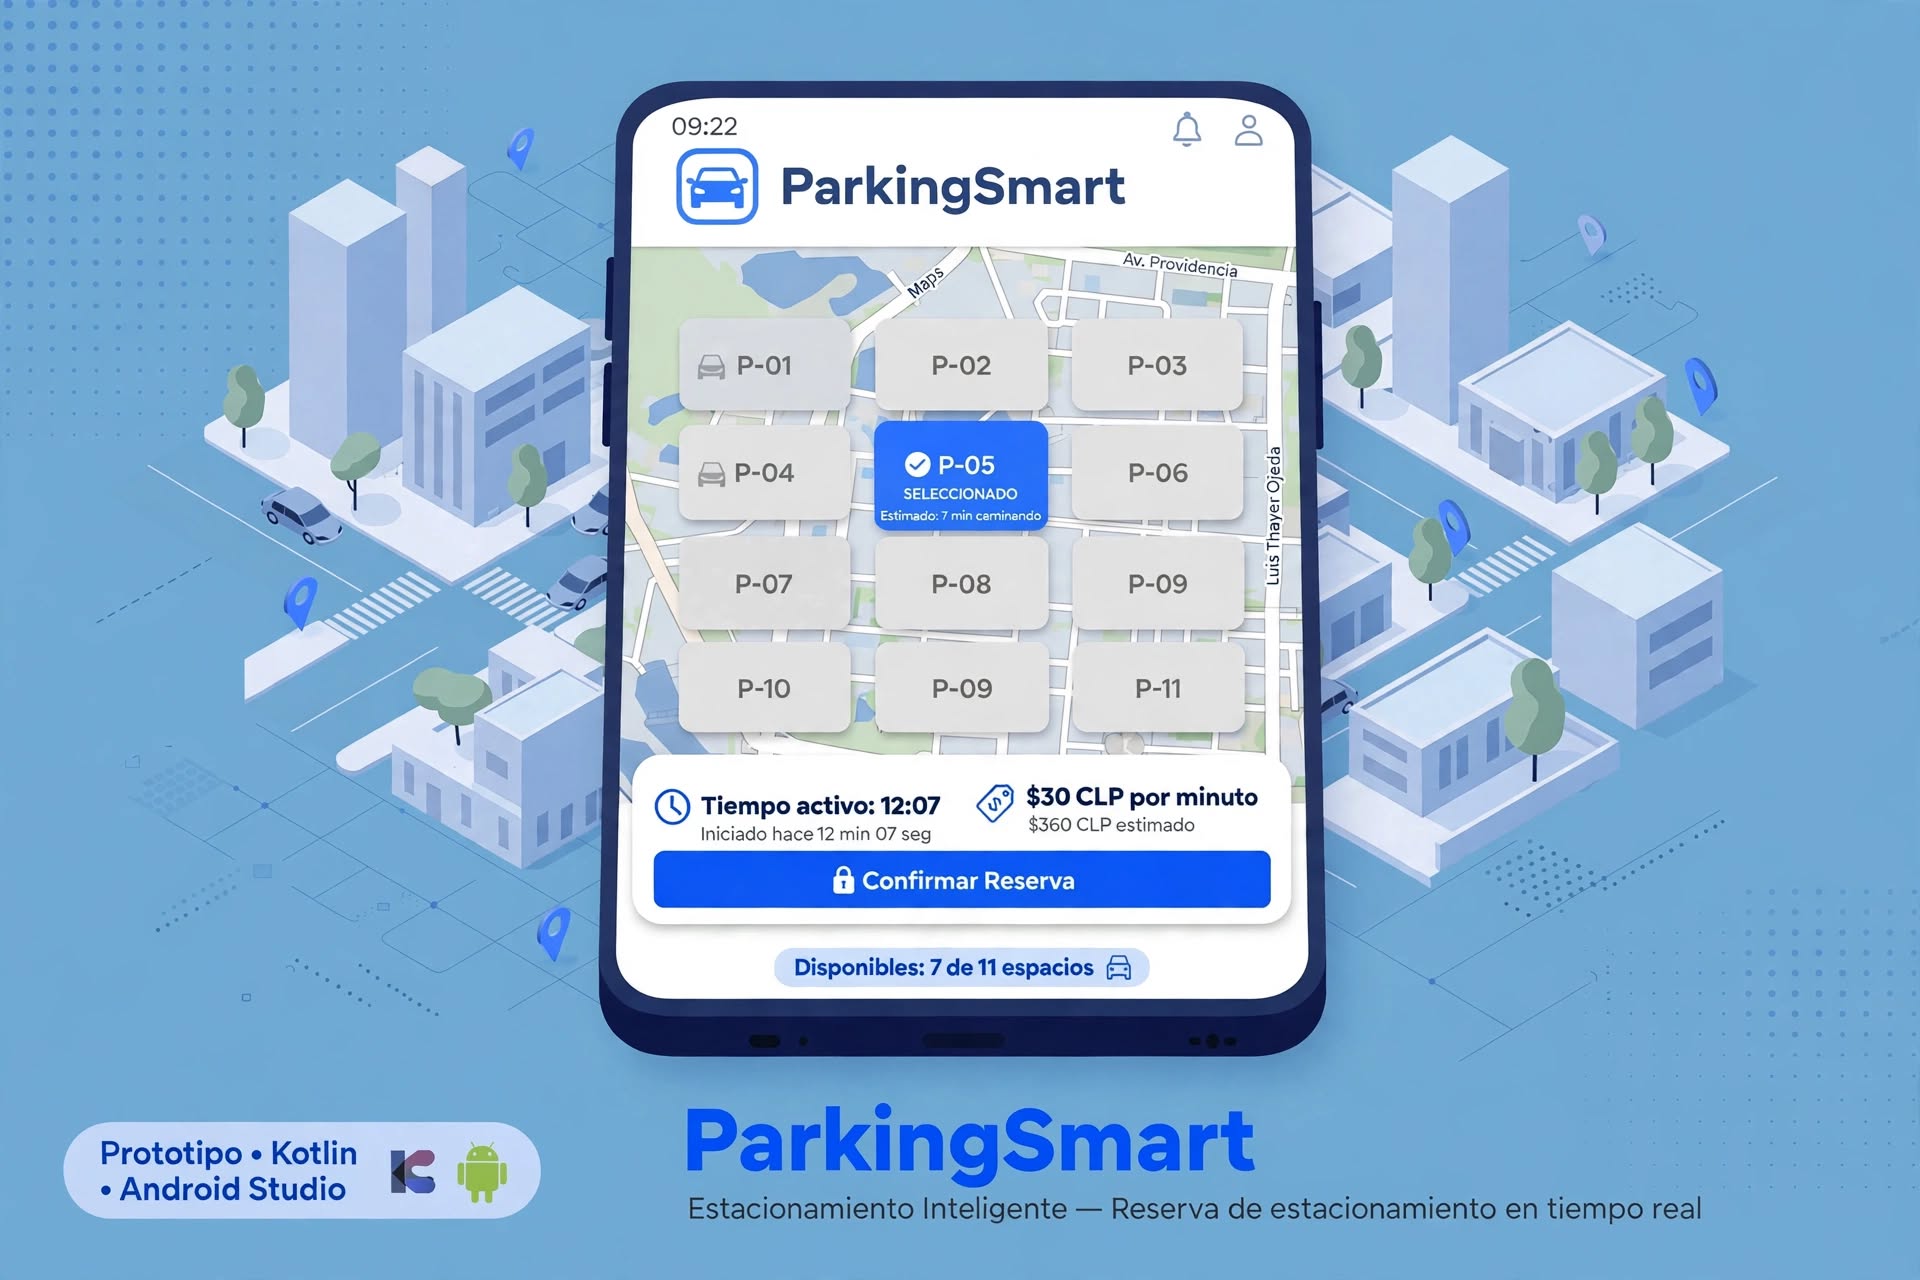 09:22
ParkingSmart
Maps
Av. Providencia
Luis Thayer Ojeda
P-01
P-02
P-03
P-04
P-05
SELECCIONADO
Estimado: 7 min caminando
P-06
P-07
P-08
P-09
P-10
P-09
P-11
Tiempo activo: 12:07
Iniciado hace 12 min 07 seg
$30 CLP por minuto
$360 CLP estimado
Confirmar Reserva
Disponibles: 7 de 11 espacios
Prototipo • Kotlin
• Android Studio
ParkingSmart
Estacionamiento Inteligente — Reserva de estacionamiento en tiempo real